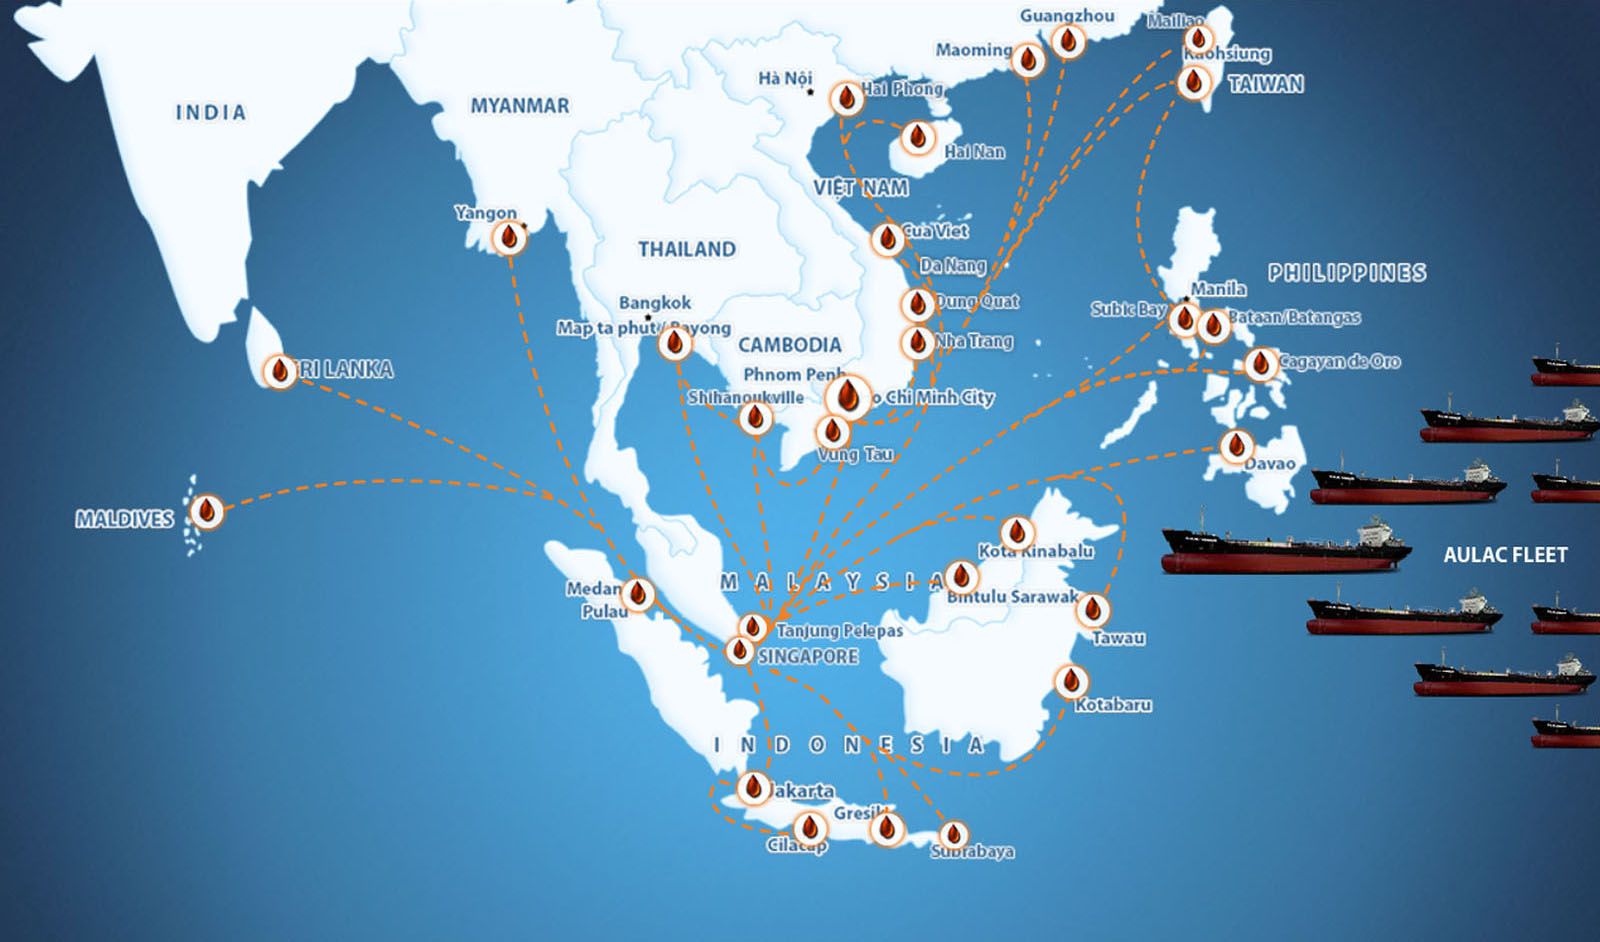 Guangzhou
Mailiao
Maoming
Kaohsiung
Hà Nội
Hai Phong
TAIWAN
INDIA
MYANMAR
Hai Nan
VIỆT NAM
Yangon
Cua Viet
THAILAND
Da Nang
PHILIPPINES
Manila
Bangkok
Dung Quat
Subic Bay
Bataan/Batangas
Map ta phut/Rayong
CAMBODIA
Nha Trang
SRI LANKA
Cagayan de Oro
Phnom Penh
Shihanoukville
Ho Chi Minh City
Vung Tau
Davao
MALDIVES
Kota Kinabalu
AULAC FLEET
MALAYSIA
Medan
Pulau
Bintulu Sarawak
Tanjung Pelepas
Tawau
SINGAPORE
Kotabaru
INDONESIA
Jakarta
Gresik
Cilacap
Subrabaya